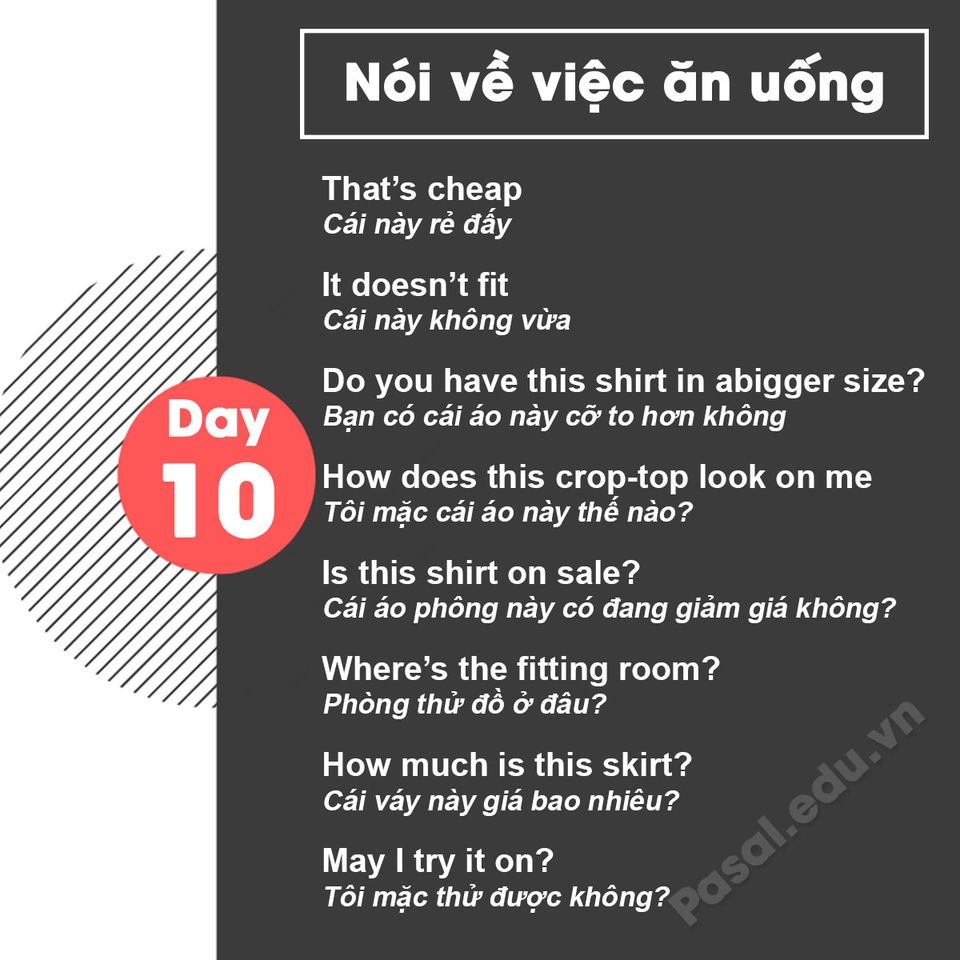 Nói về việc ăn uống
That's cheap
Cái này rẻ đấy
It doesn't fit
Cái này không vừa
Do you have this shirt in abigger size?
Bạn có cái áo này cỡ to hơn không
Day
10
How does this crop-top look on me
Tôi mặc cái áo này thế nào?
Is this shirt on sale?
Cái áo phông này có đang giảm giá không?
Where's the fitting room?
Phòng thử đồ ở đâu?
How much is this skirt?
Cái váy này giá bao nhiêu?
May I try it on?
Tôi mặc thử được không?
Pasal.edu.vn